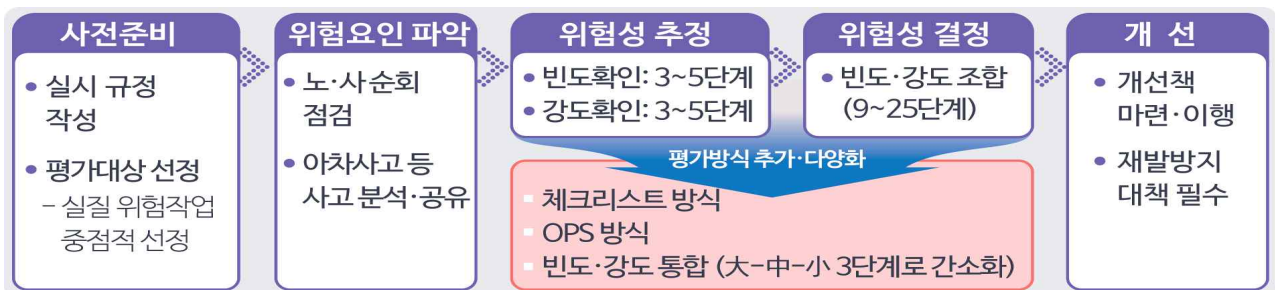 사전준비
• 실시 규정
작성
• 평가대상 선정
- 실질 위험작업
중점적 선정
위험요인 파악
• 노·사 순회
점검
• 아차사고 등
사고 분석·공유
위험성 추정
• 빈도확인: 3~5단계
• 강도확인: 3~5단계
위험성 결정
• 빈도·강도 조합
(9~25단계)
평가방식 추가·다양화
체크리스트 방식
OPS 방식
빈도·강도 통합 (大-中-小 3단계로 간소화)
개 선
• 개선책
마련·이행
• 재발방지
대책 필수